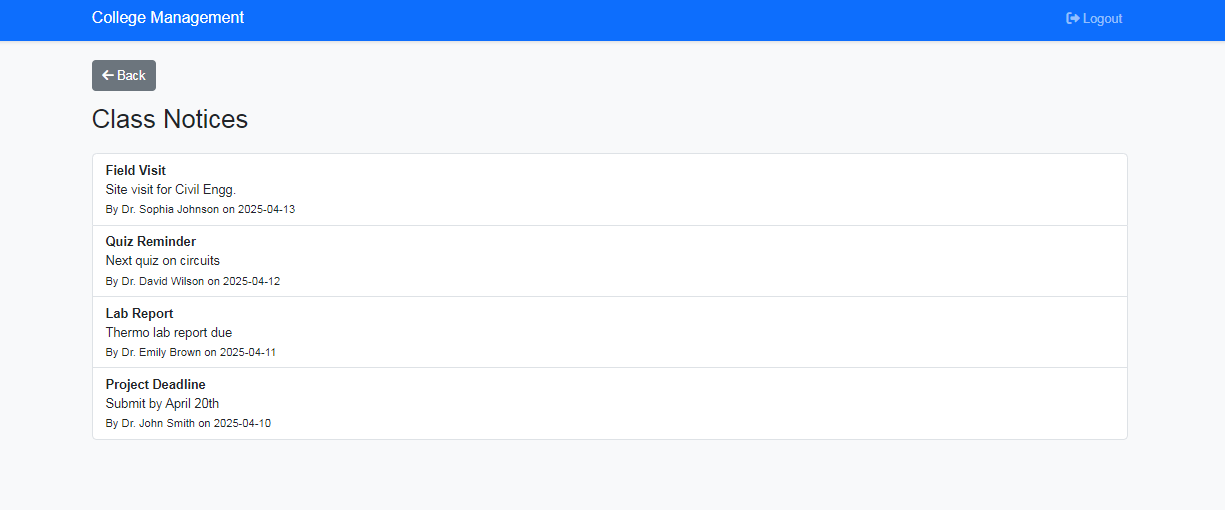 College Management
Logout
Back
Class Notices
Field Visit
Site visit for Civil Engg.
By Dr. Sophia Johnson on 2025-04-13
Quiz Reminder
Next quiz on circuits
By Dr. David Wilson on 2025-04-12
Lab Report
Thermo lab report due
By Dr. Emily Brown on 2025-04-11
Project Deadline
Submit by April 20th
By Dr. John Smith on 2025-04-10